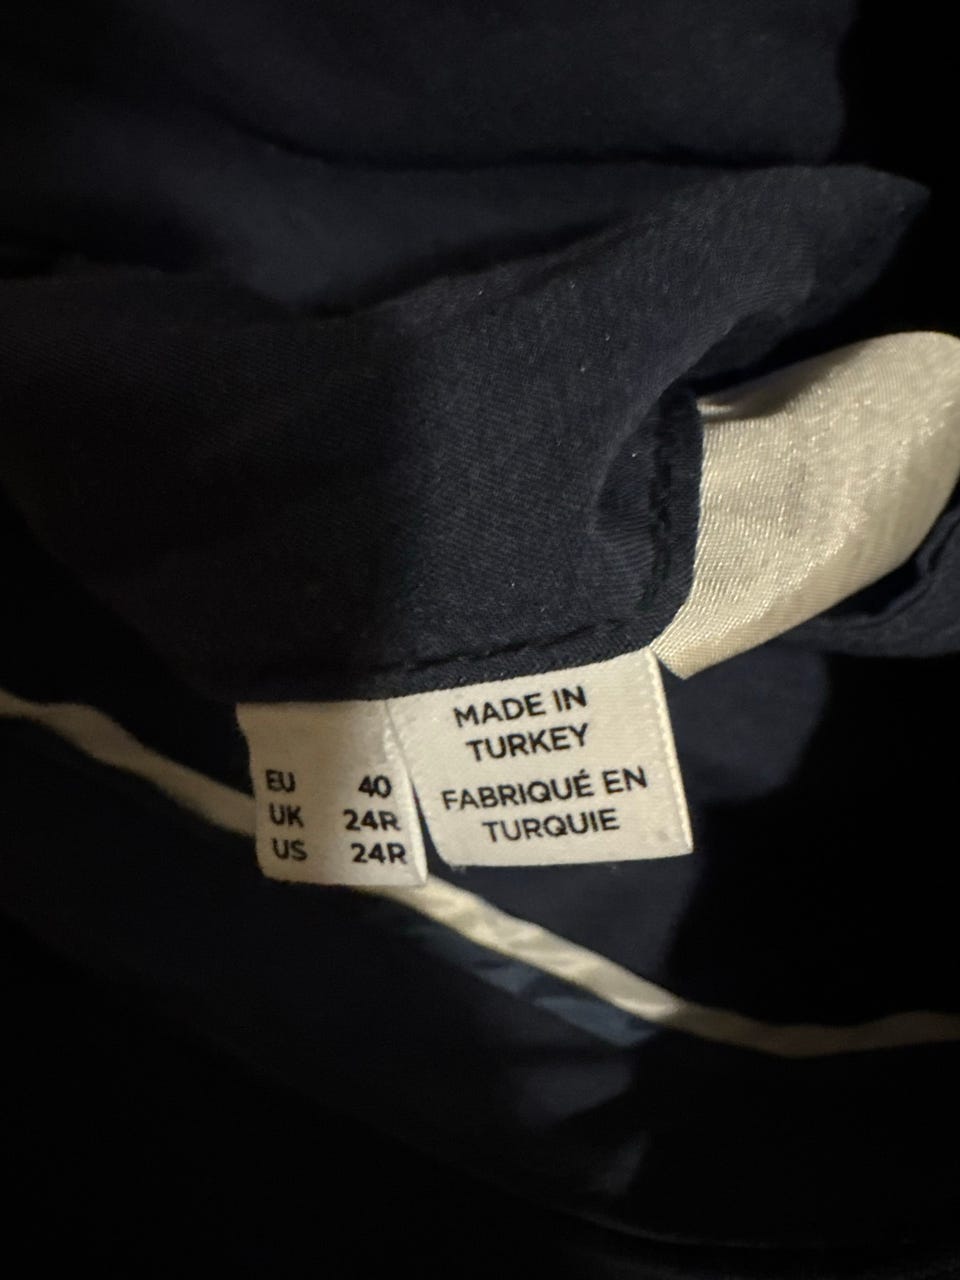 EU 40
UK 24R
US 24R
MADE IN
TURKEY
FABRIQUÉ EN
TURQUIE